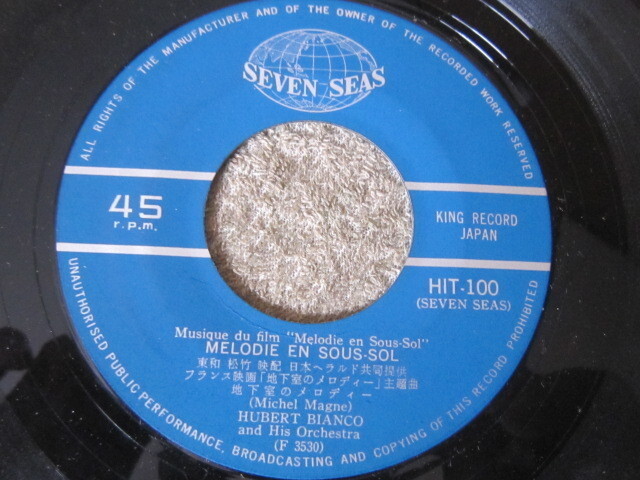 ALL RIGHTS OF THE MANUFACTURER AND OF THE OWNER OF THE RECORDED WORK RESERVED
SEVEN SEAS
45
r.p.m.
KING RECORD
JAPAN
HIT-100
(SEVEN SEAS)
Musique du film "Melodie en Sous-Sol"
MELODIE EN SOUS-SOL
東和 松竹 映配 日本ヘラルド共同提供
フランス映画「地下室のメロディー」主題曲
地下室のメロディー
(Michel Magne)
HUBERT BIANCO
and His Orchestra
(F 3530)
UNAUTHORISED PUBLIC PERFORMANCE, BROADCASTING AND COPYING OF THIS RECORD PROHIBITED